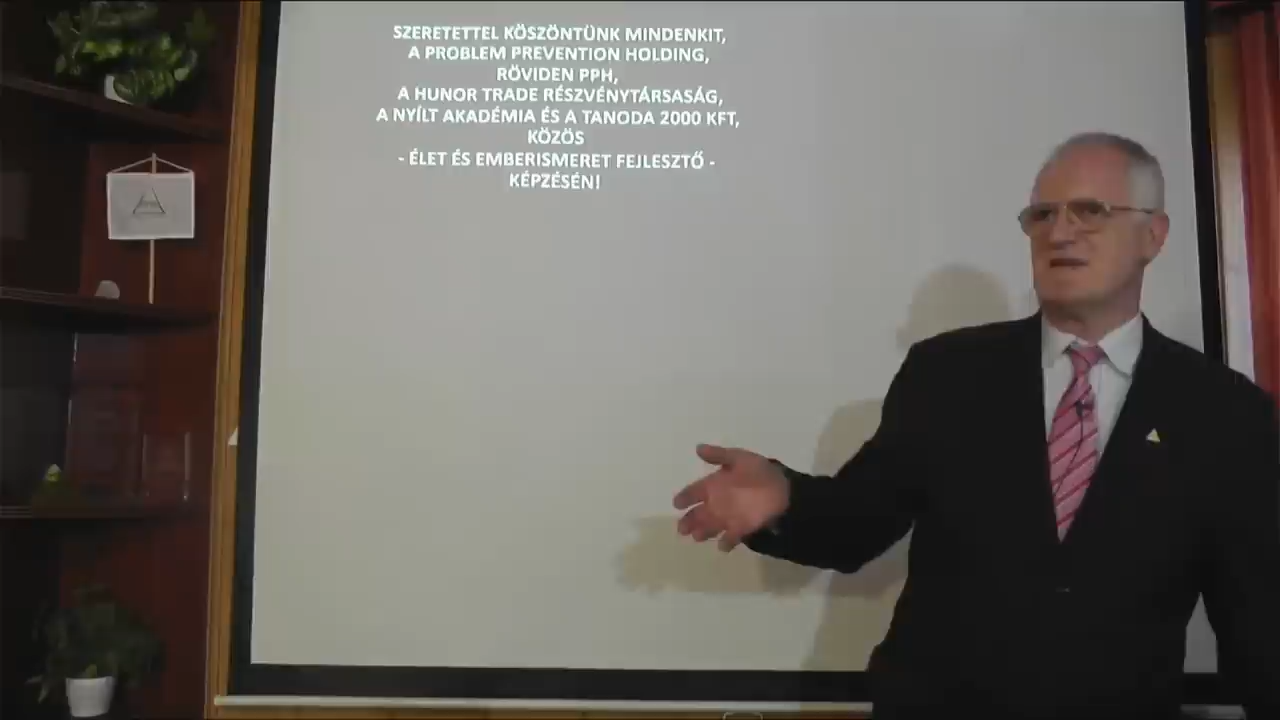 SZERETETTEL KÖSZÖNTÜNK MINDENKIT,
A PROBLEM PREVENTION HOLDING,
RÖVIDEN PPH,
A HUNOR TRADE RÉSZVÉNYTÁRSASÁG,
A NYÍLT AKADÉMIA ÉS A TANODA 2000 KFT,
KÖZÖS
- ÉLET ÉS EMBERISMERET FEJLESZTŐ -
KÉPZÉSÉN!